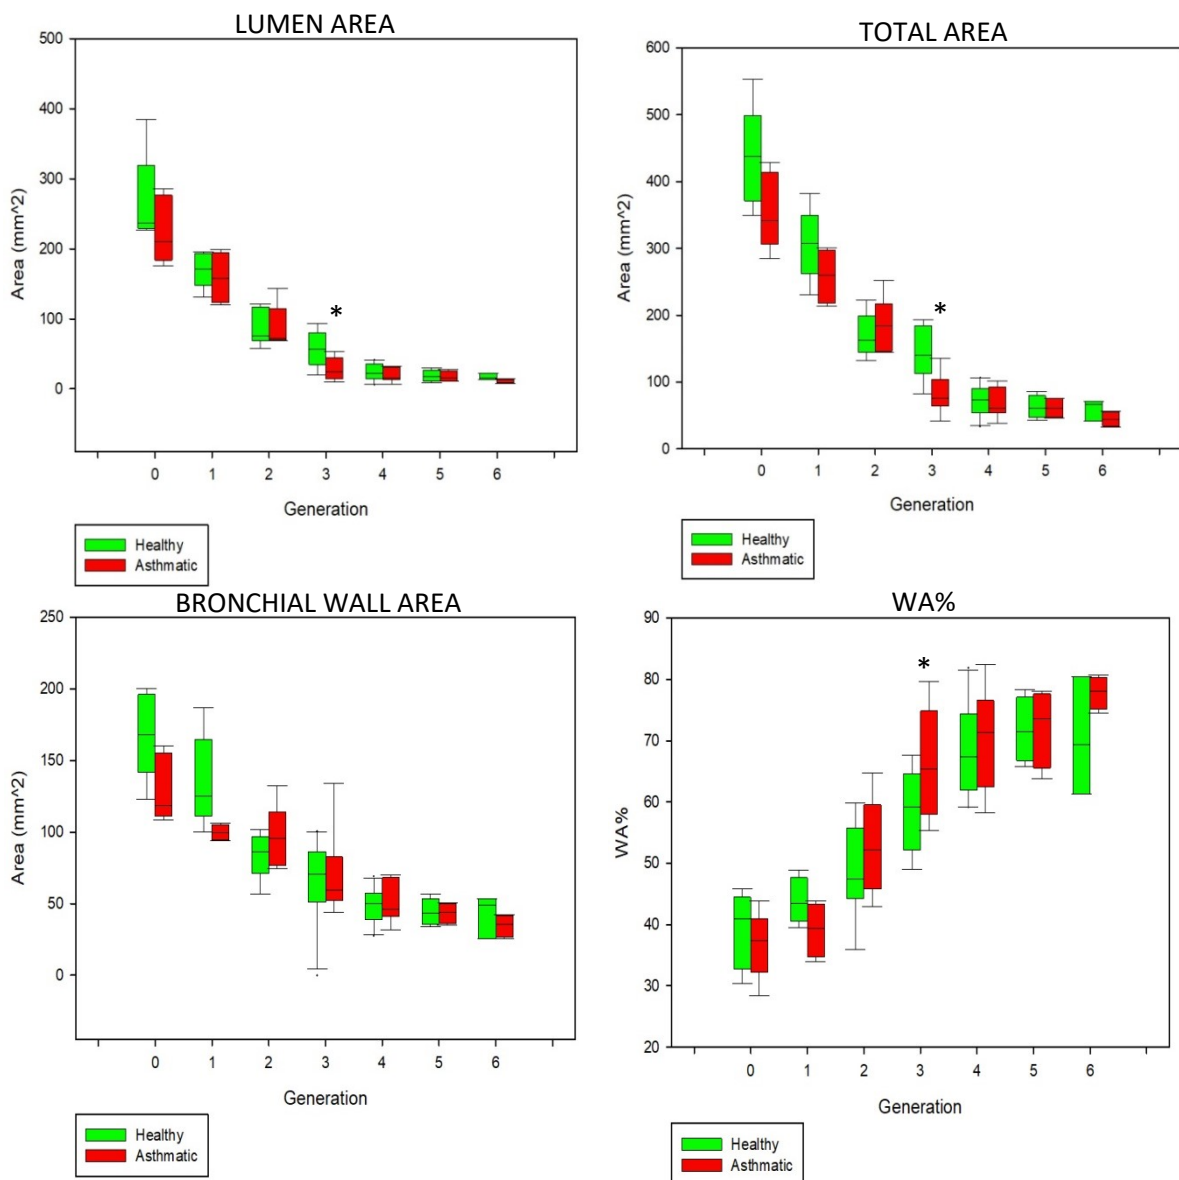 LUMEN AREA
500
400
300
200
100
0
Area (mm^2)
*
0 1 2 3 4 5 6
Generation
Healthy
Asthmatic
TOTAL AREA
600
500
400
300
200
100
0
Area (mm^2)
*
0 1 2 3 4 5 6
Generation
Healthy
Asthmatic
BRONCHIAL WALL AREA
250
200
150
100
50
0
Area (mm^2)
0 1 2 3 4 5 6
Generation
Healthy
Asthmatic
WA%
90
80
70
60
50
40
30
20
WA%
*
0 1 2 3 4 5 6
Generation
Healthy
Asthmatic